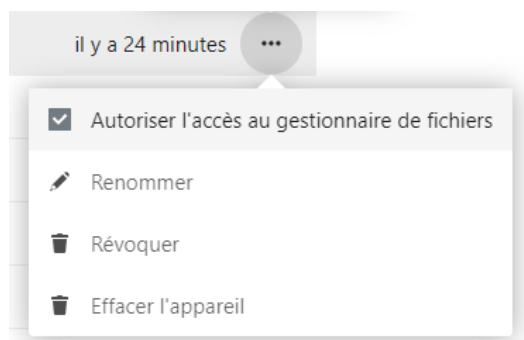 il y a 24 minutes
Autoriser l'accès au gestionnaire de fichiers
Renommer
Révoquer
Effacer l'appareil